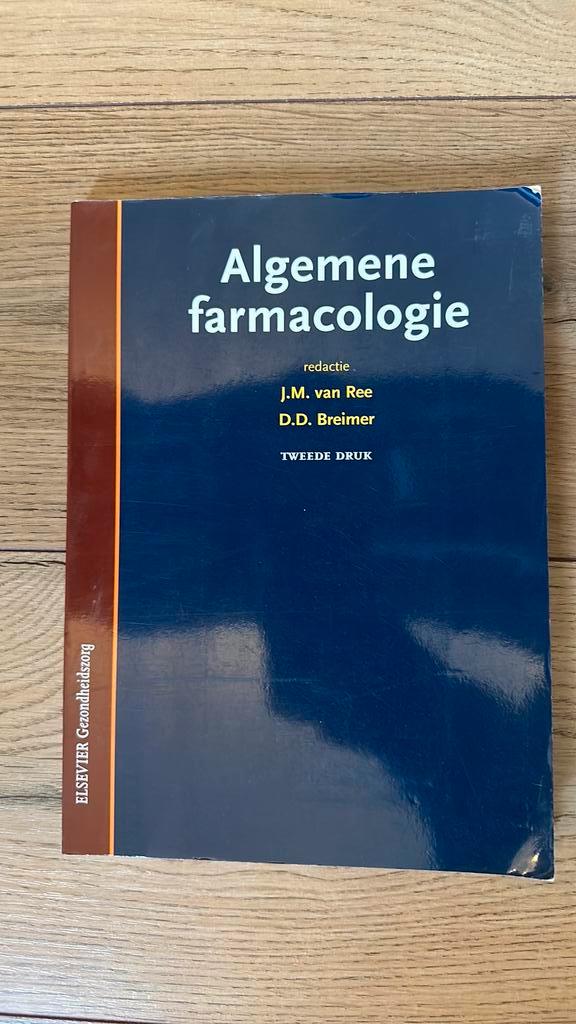 Algemene
farmacologie
redactie
J.M. van Ree
D.D. Breimer
TWEEDE DRUK
ELSEVIER Gezondheidszorg